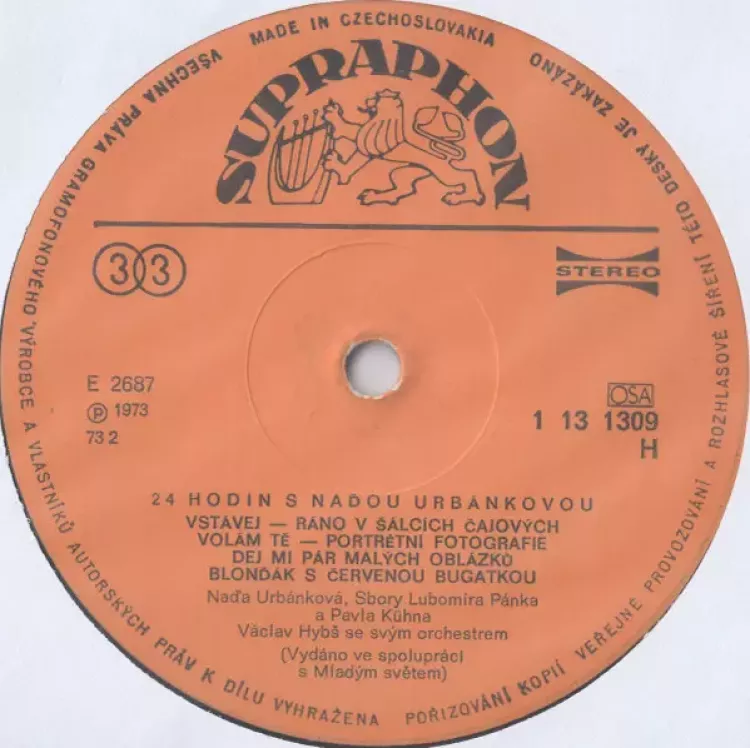 MADE IN CZECHOSLOVAKIA
VŠECHNA PRÁVA GRAMOFONOVÉHO VÝROBCE A VLASTNÍKŮ AUTORSKÝCH PRÁV K DÍLU VYHRAŽENA
POŘIZOVÁNÍ KOPIÍ VEŘEJNÉ PROVOZOVÁNÍ A ROZHLASOVÉ ŠÍŘENÍ TÉTO DESKY JE ZAKÁZÁNO
SUPRAPHON
33
STEREO
E 2687
Ⓟ 1973
73 2
OSA
1 13 1309
H
24 HODIN S NAĎOU URBÁNKOVOU
VSTÁVEJ — RÁNO V ŠÁLCÍCH ČAJOVÝCH
VOLÁM TĚ — PORTRÉTNÍ FOTOGRAFIE
DEJ MI PÁR MALÝCH OBLÁZKŮ
BLONĎÁK S ČERVENOU BUGATKOU
Naďa Urbánková, Sbory Lubomíra Pánka
a Pavla Kühna
Václav Hybš se svým orchestrem
(Vydáno ve spolupráci
s Mladým světem)